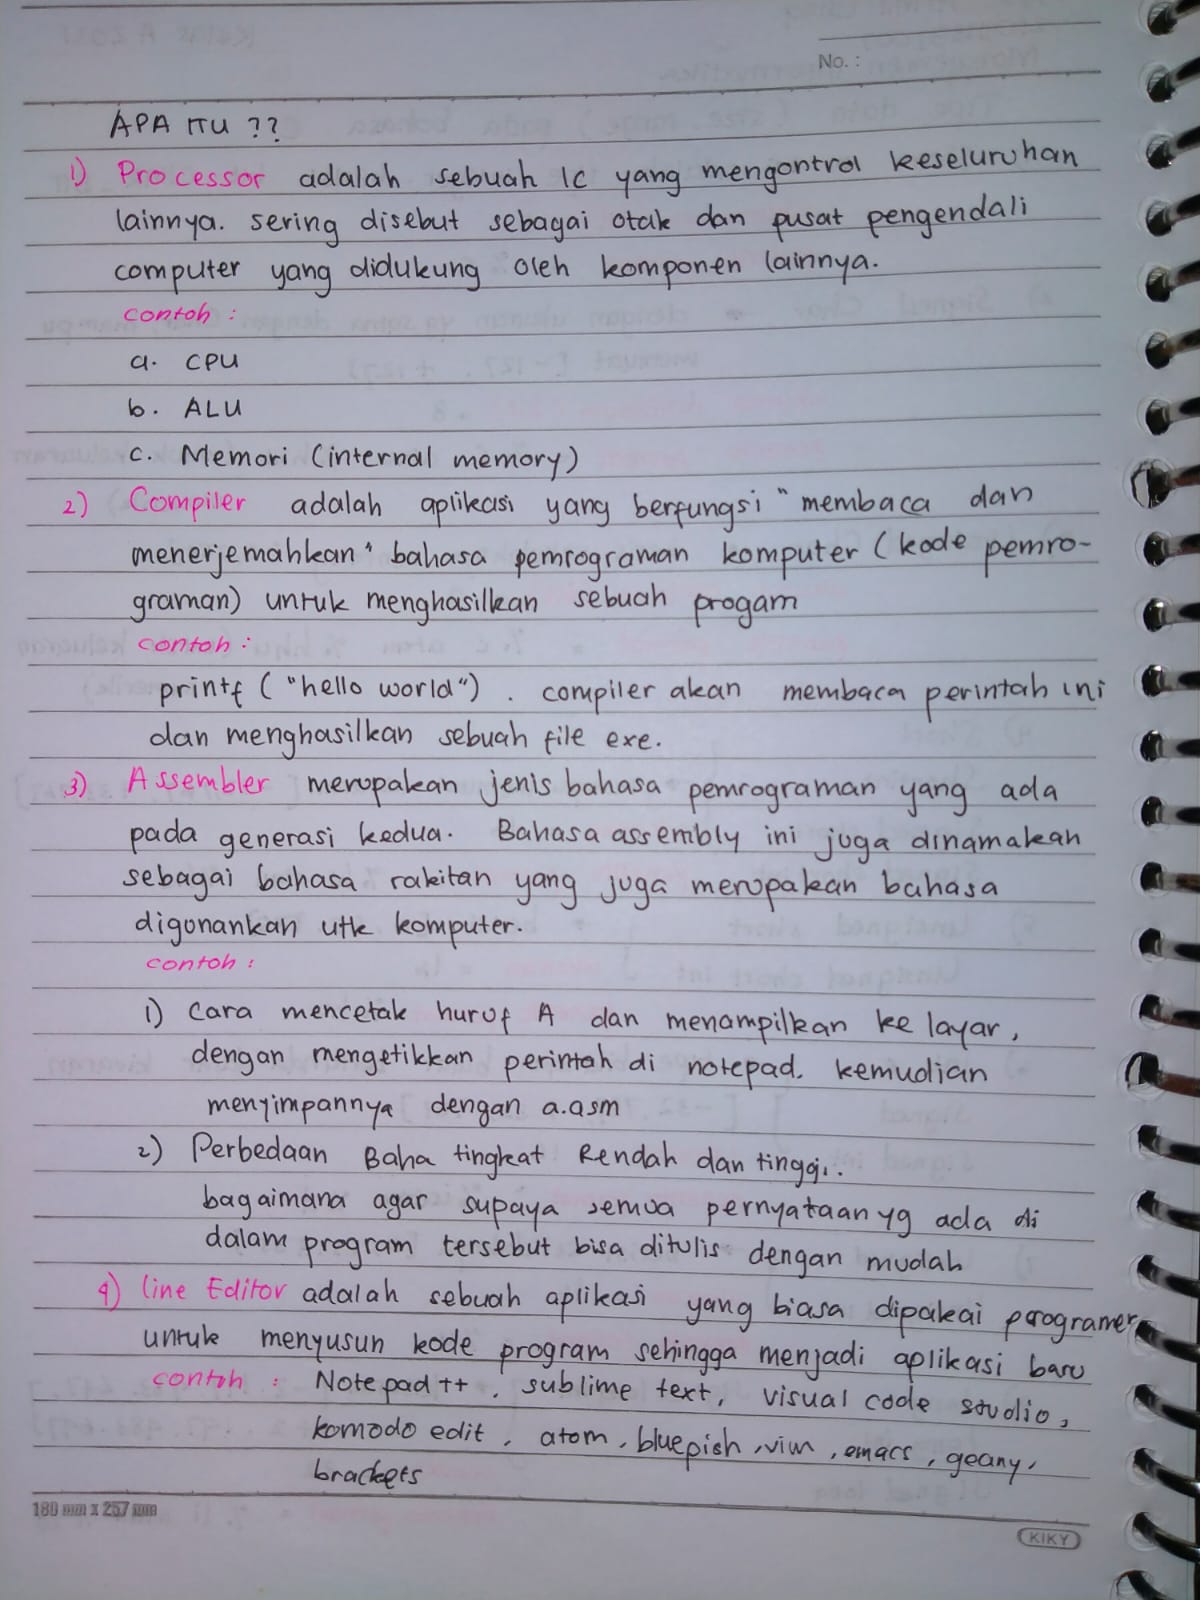 No. :
APA ITU ??
1) Processor adalah sebuah IC yang mengontrol keseluruhan
lainnya. sering disebut sebagai otak dan pusat pengendali
computer yang didukung oleh komponen lainnya.
contoh :
a. CPU
b. ALU
c. Memori (internal memory)
2) Compiler adalah aplikasi yang berfungsi "membaca dan
menerjemahkan" bahasa pemrograman komputer (kode pemro-
graman) untuk menghasilkan sebuah progam
contoh :
printf ("hello world"). compiler akan membaca perintah ini
dan menghasilkan sebuah file exe.
3) Assembler merupakan jenis bahasa pemrograman yang ada
pada generasi kedua. Bahasa assembly ini juga dinamakan
sebagai bahasa rakitan yang juga merupakan bahasa
digonankan utk komputer.
contoh :
1) Cara mencetak huruf A dan menampilkan ke layar,
dengan mengetikkan perintah di notepad. kemudian
menyimpannya dengan a.asm
2) Perbedaan Baha tingkat Rendah dan tinggi.
bagaimana agar supaya semua pernyataan yg ada di
dalam program tersebut bisa ditulis dengan mudah
4) line Editor adalah sebuah aplikasi yang biasa dipakai programer
untuk menyusun kode program sehingga menjadi aplikasi baru
contoh : Notepad ++, sublime text, visual code studio,
komodo edit, atom, bluepish, vim, emacs, geany,
brackets
180 mm x 257 mm
KIKY